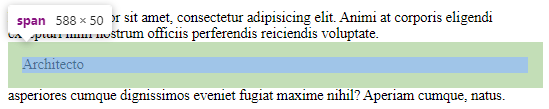 span 588 × 50
or sit amet, consectetur adipisicing elit. Animi at corporis eligendi
nostrum officiis perferendis reiciendis voluptate.
Architecto
asperiores cumque dignissimos eveniet fugiat maxime nihil? Aperiam cumque, natus.